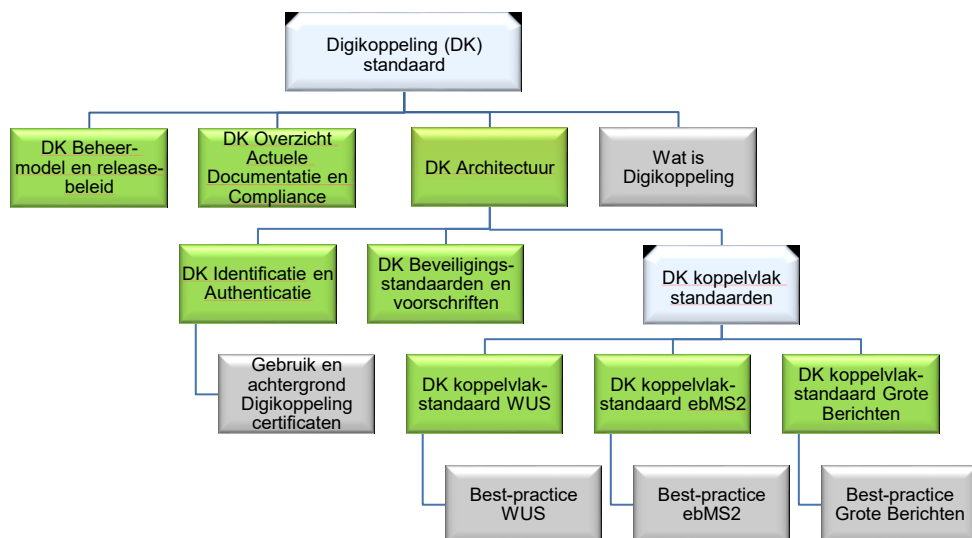 Digikoppeling (DK)
standaard
DK Beheer-
model en release-
beleid
DK Overzicht
Actuele
Documentatie en
Compliance
DK Architectuur
Wat is
Digikoppeling
DK Identificatie en
Authenticatie
DK Beveiligings-
standaarden en
voorschriften
DK koppelvlak
standaarden
Gebruik en
achtergrond
Digikoppeling
certificaten
DK koppelvlak-
standaard WUS
DK koppelvlak-
standaard ebMS2
DK koppelvlak-
standaard Grote
Berichten
Best-practice
WUS
Best-practice
ebMS2
Best-practice
Grote Berichten